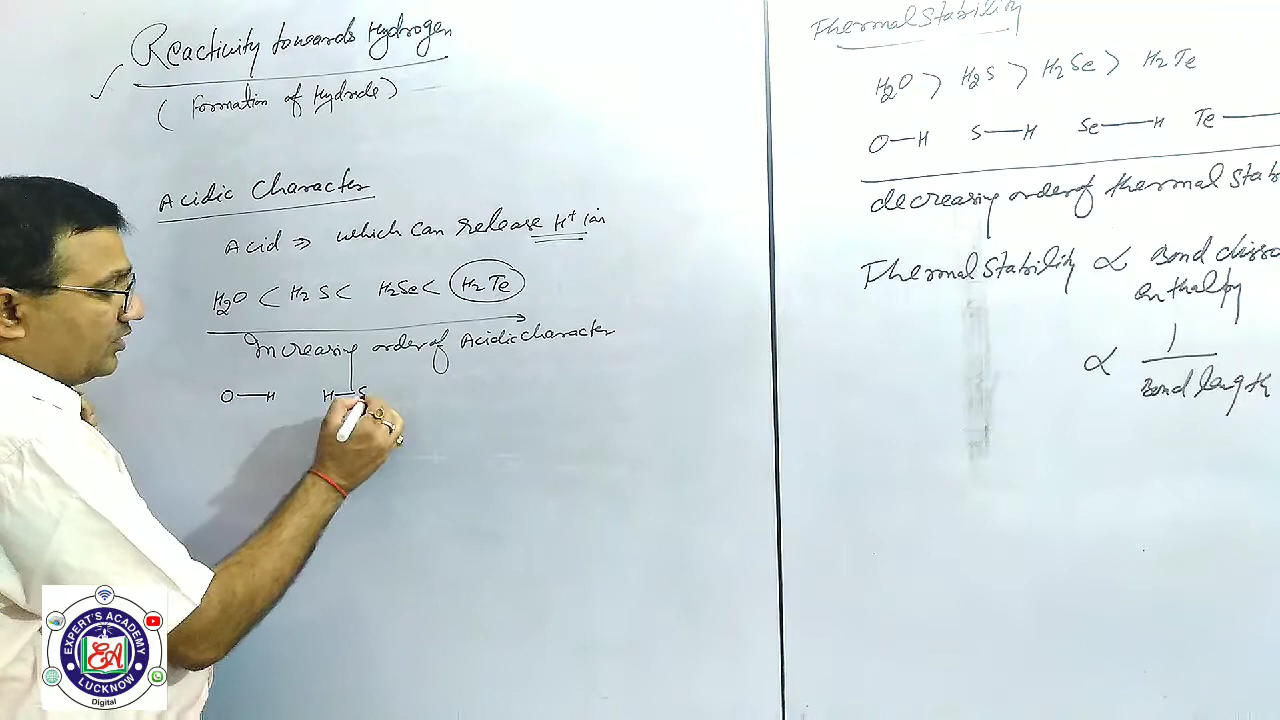 Reactivity towards Hydrogen
(Formation of Hydride)
Acidic Character
Acid ⇒ which can release H⁺ ion
H₂O < H₂S < H₂Se < H₂Te
Increasing order of Acidic character
O—H H—S
Thermal Stability
H₂O > H₂S > H₂Se > H₂Te
O—H S—H Se—H Te—
decreasing order of thermal Stab
Thermal Stability ∝ Bond disso
enthalpy
∝ 1
Bond length
EXPERT'S ACADEMY
EA
LUCKNOW
Digital